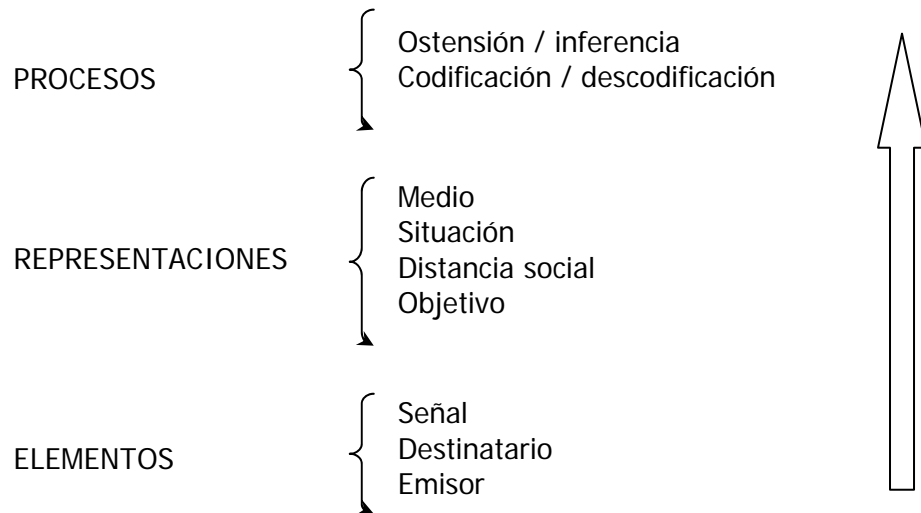 PROCESOS
Ostensión / inferencia
Codificación / descodificación
REPRESENTACIONES
Medio
Situación
Distancia social
Objetivo
ELEMENTOS
Señal
Destinatario
Emisor